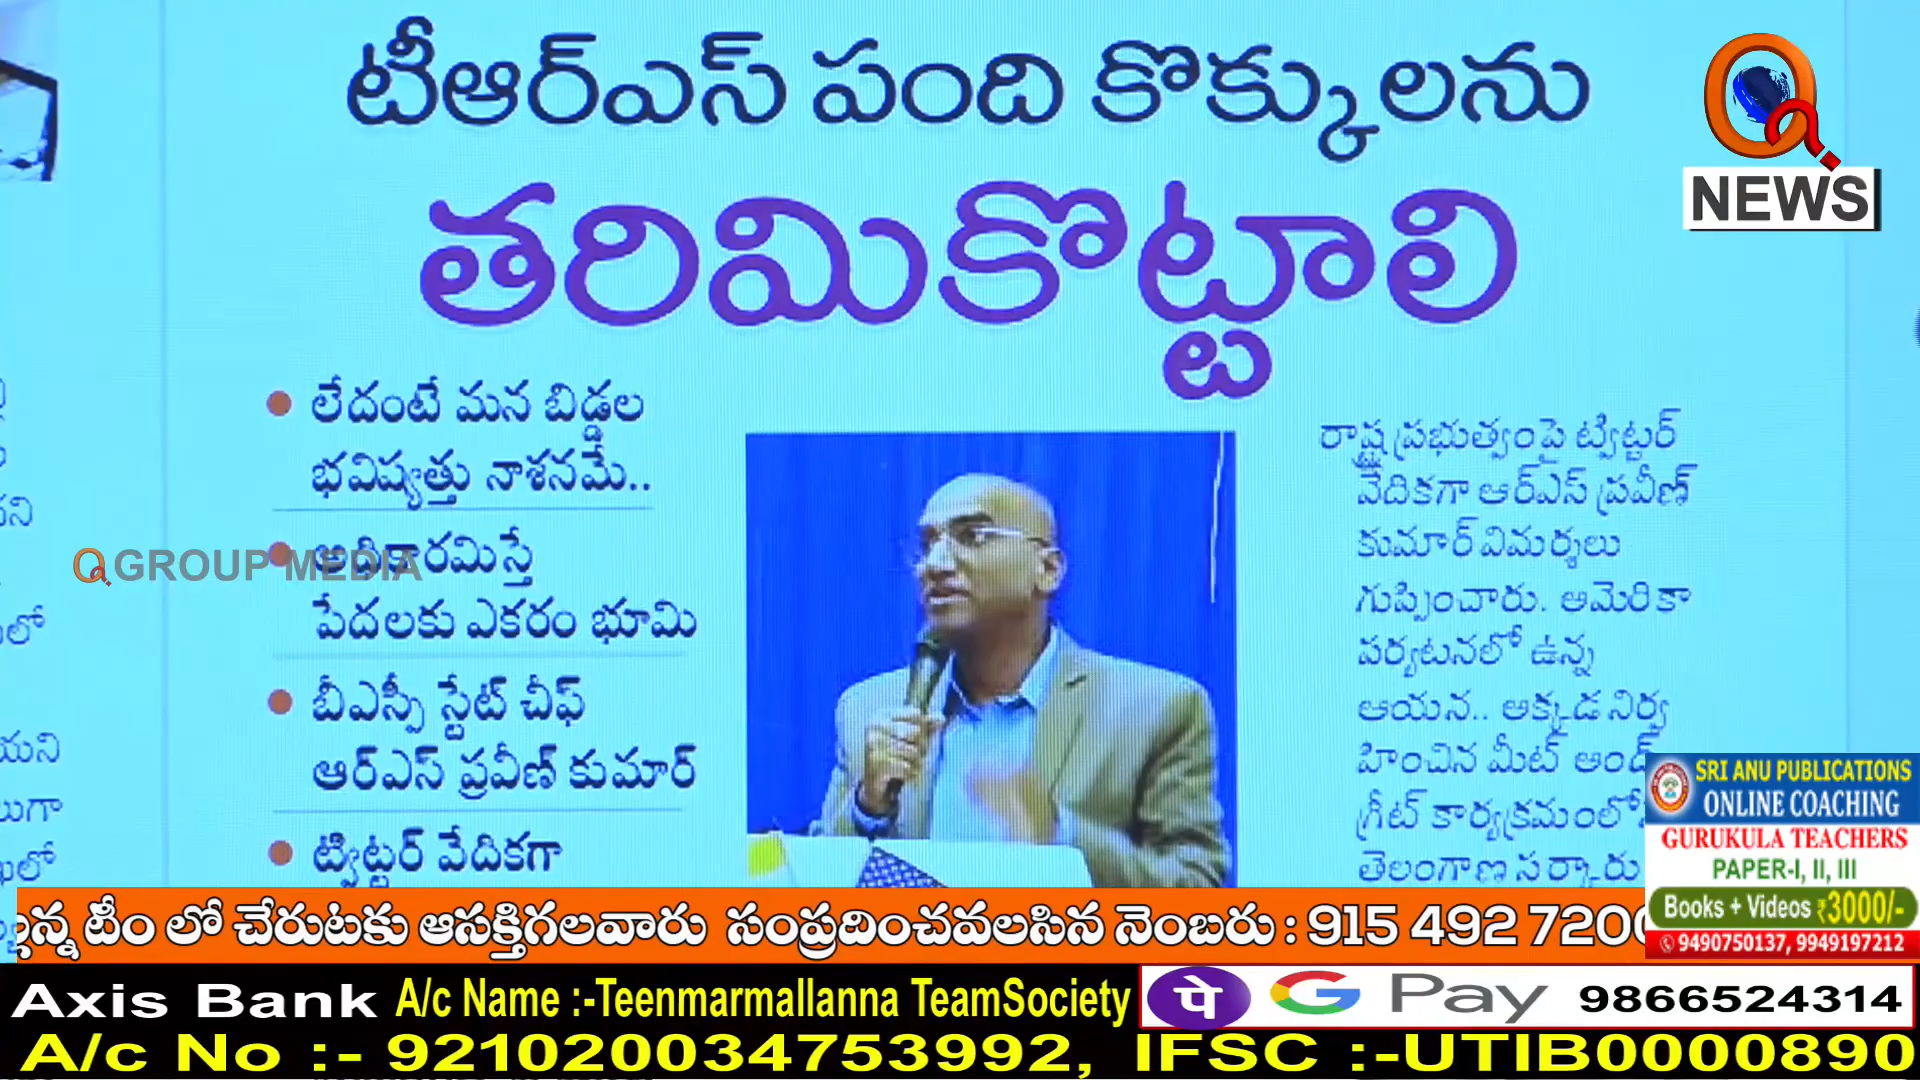 టీఆర్ఎస్ పంది కొక్కులను
తరిమికొట్టాలి
NEWS
లేదంటే మన బిడ్డల
భవిష్యత్తు నాశనమే..
అధికారమిస్తే
పేదలకు ఎకరం భూమి
బీఎస్పీ స్టేట్ చీఫ్
ఆర్ఎస్ ప్రవీణ్ కుమార్
ట్విట్టర్ వేదికగా
GROUP MEDIA
రాష్ట్ర ప్రభుత్వంపై ట్విట్టర్
వేదికగా ఆర్ఎస్ ప్రవీణ్
కుమార్ విమర్శలు
గుప్పించారు. అమెరికా
పర్యటనలో ఉన్న
ఆయన.. అక్కడ నిర్వ
హించిన మీట్ అండ్
గ్రీట్ కార్యక్రమంలో
తెలంగాణ సర్కారు
SRI ANU PUBLICATIONS
ONLINE COACHING
GURUKULA TEACHERS
PAPER-I, II, III
Books + Videos ₹3000/-
9490750137, 9949197212
టీం లో చేరుటకు ఆసక్తిగలవారు సంప్రదించవలసిన నెంబరు : 915 492 7200
Axis Bank A/c Name :-Teenmarmallanna TeamSociety
पे G Pay 9866524314
A/c No :- 921020034753992, IFSC :-UTIB0000890